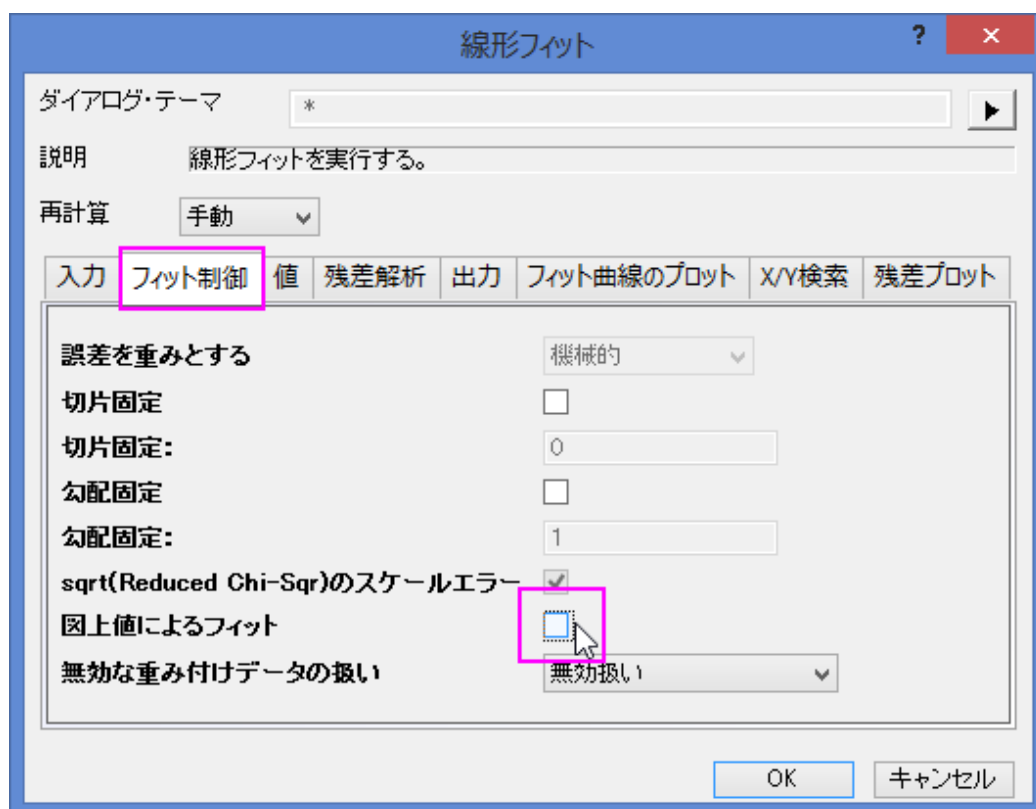 線形フィット ?
ダイアログ・テーマ *
説明 線形フィットを実行する。
再計算 手動
入力 フィット制御 値 残差解析 出力 フィット曲線のプロット X/Y検索 残差プロット
誤差を重みとする 機械的
切片固定
切片固定: 0
勾配固定
勾配固定: 1
sqrt(Reduced Chi-Sqr)のスケールエラー
図上値によるフィット
無効な重み付けデータの扱い 無効扱い
OK キャンセル